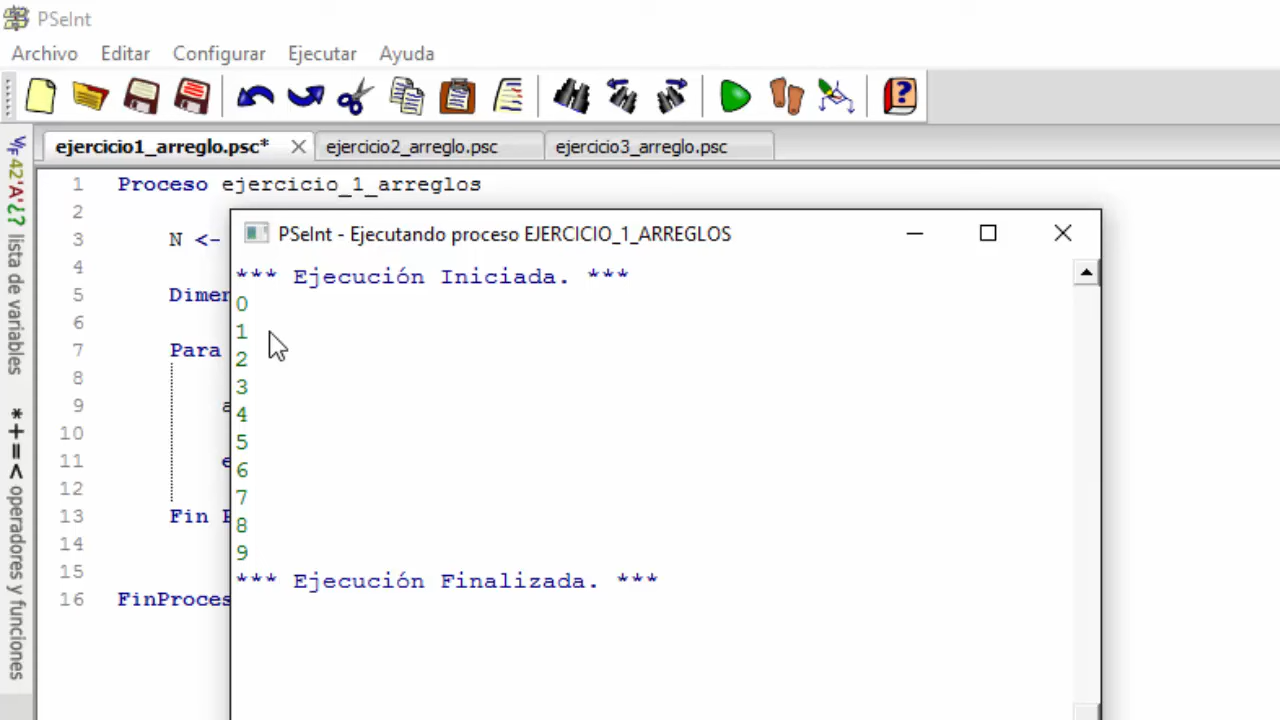 PSeInt
Archivo Editar Configurar Ejecutar Ayuda
ejercicio1_arreglo.psc* ejercicio2_arreglo.psc ejercicio3_arreglo.psc
1 Proceso ejercicio_1_arreglos
2
3 N <-
4
5 Dimen
6
7 Para
8
9 a
10
11 e
12
13 Fin P
14
15
16 FinProces
PSeInt - Ejecutando proceso EJERCICIO_1_ARREGLOS
*** Ejecución Iniciada. ***
0
1
2
3
4
5
6
7
8
9
*** Ejecución Finalizada. ***
42'A'¿? lista de variables
*+=< operadores y funciones